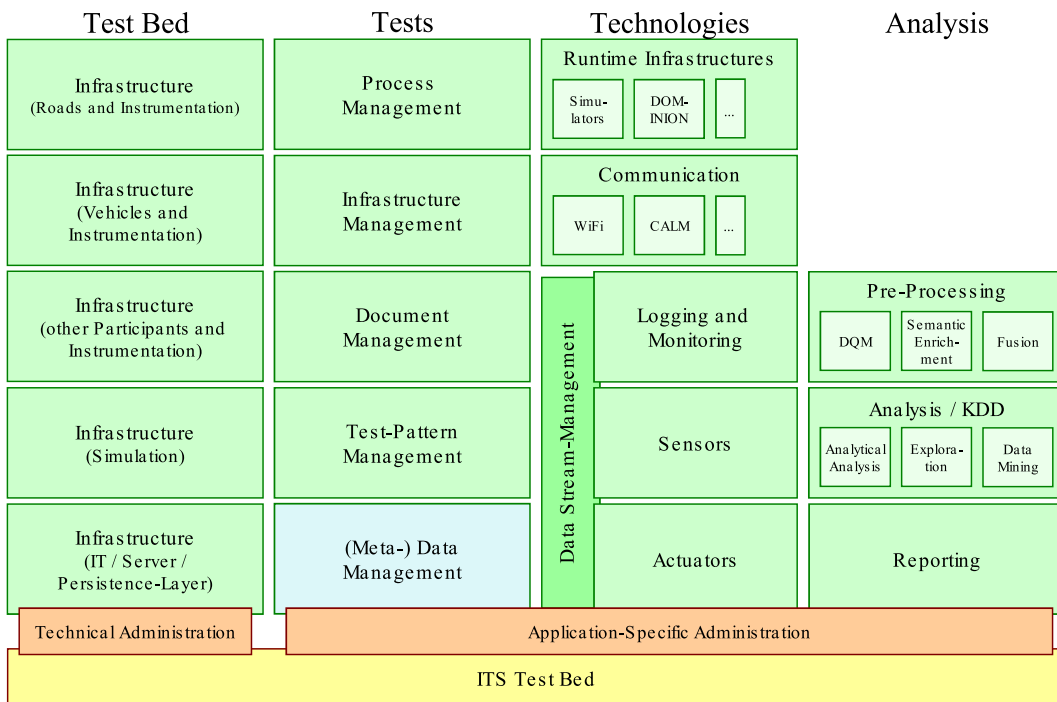 Test Bed
Tests
Technologies
Analysis
Infrastructure
(Roads and Instrumentation)
Process
Management
Runtime Infrastructures
Simu-
lators
DOM-
INION
...
Infrastructure
(Vehicles and
Instrumentation)
Infrastructure
Management
Communication
WiFi
CALM
...
Infrastructure
(other Participants and
Instrumentation)
Document
Management
Data Stream-Management
Logging and
Monitoring
Pre-Processing
DQM
Semantic
Enrich-
ment
Fusion
Infrastructure
(Simulation)
Test-Pattern
Management
Sensors
Analysis / KDD
Analytical
Analysis
Explora-
tion
Data
Mining
Infrastructure
(IT / Server /
Persistence-Layer)
(Meta-) Data
Management
Actuators
Reporting
Technical Administration
Application-Specific Administration
ITS Test Bed